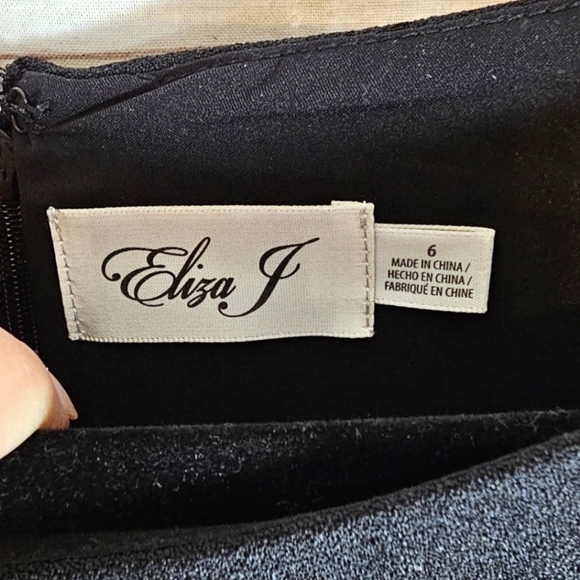 Eliza J
6
MADE IN CHINA /
HECHO EN CHINA /
FABRIQUÉ EN CHINE